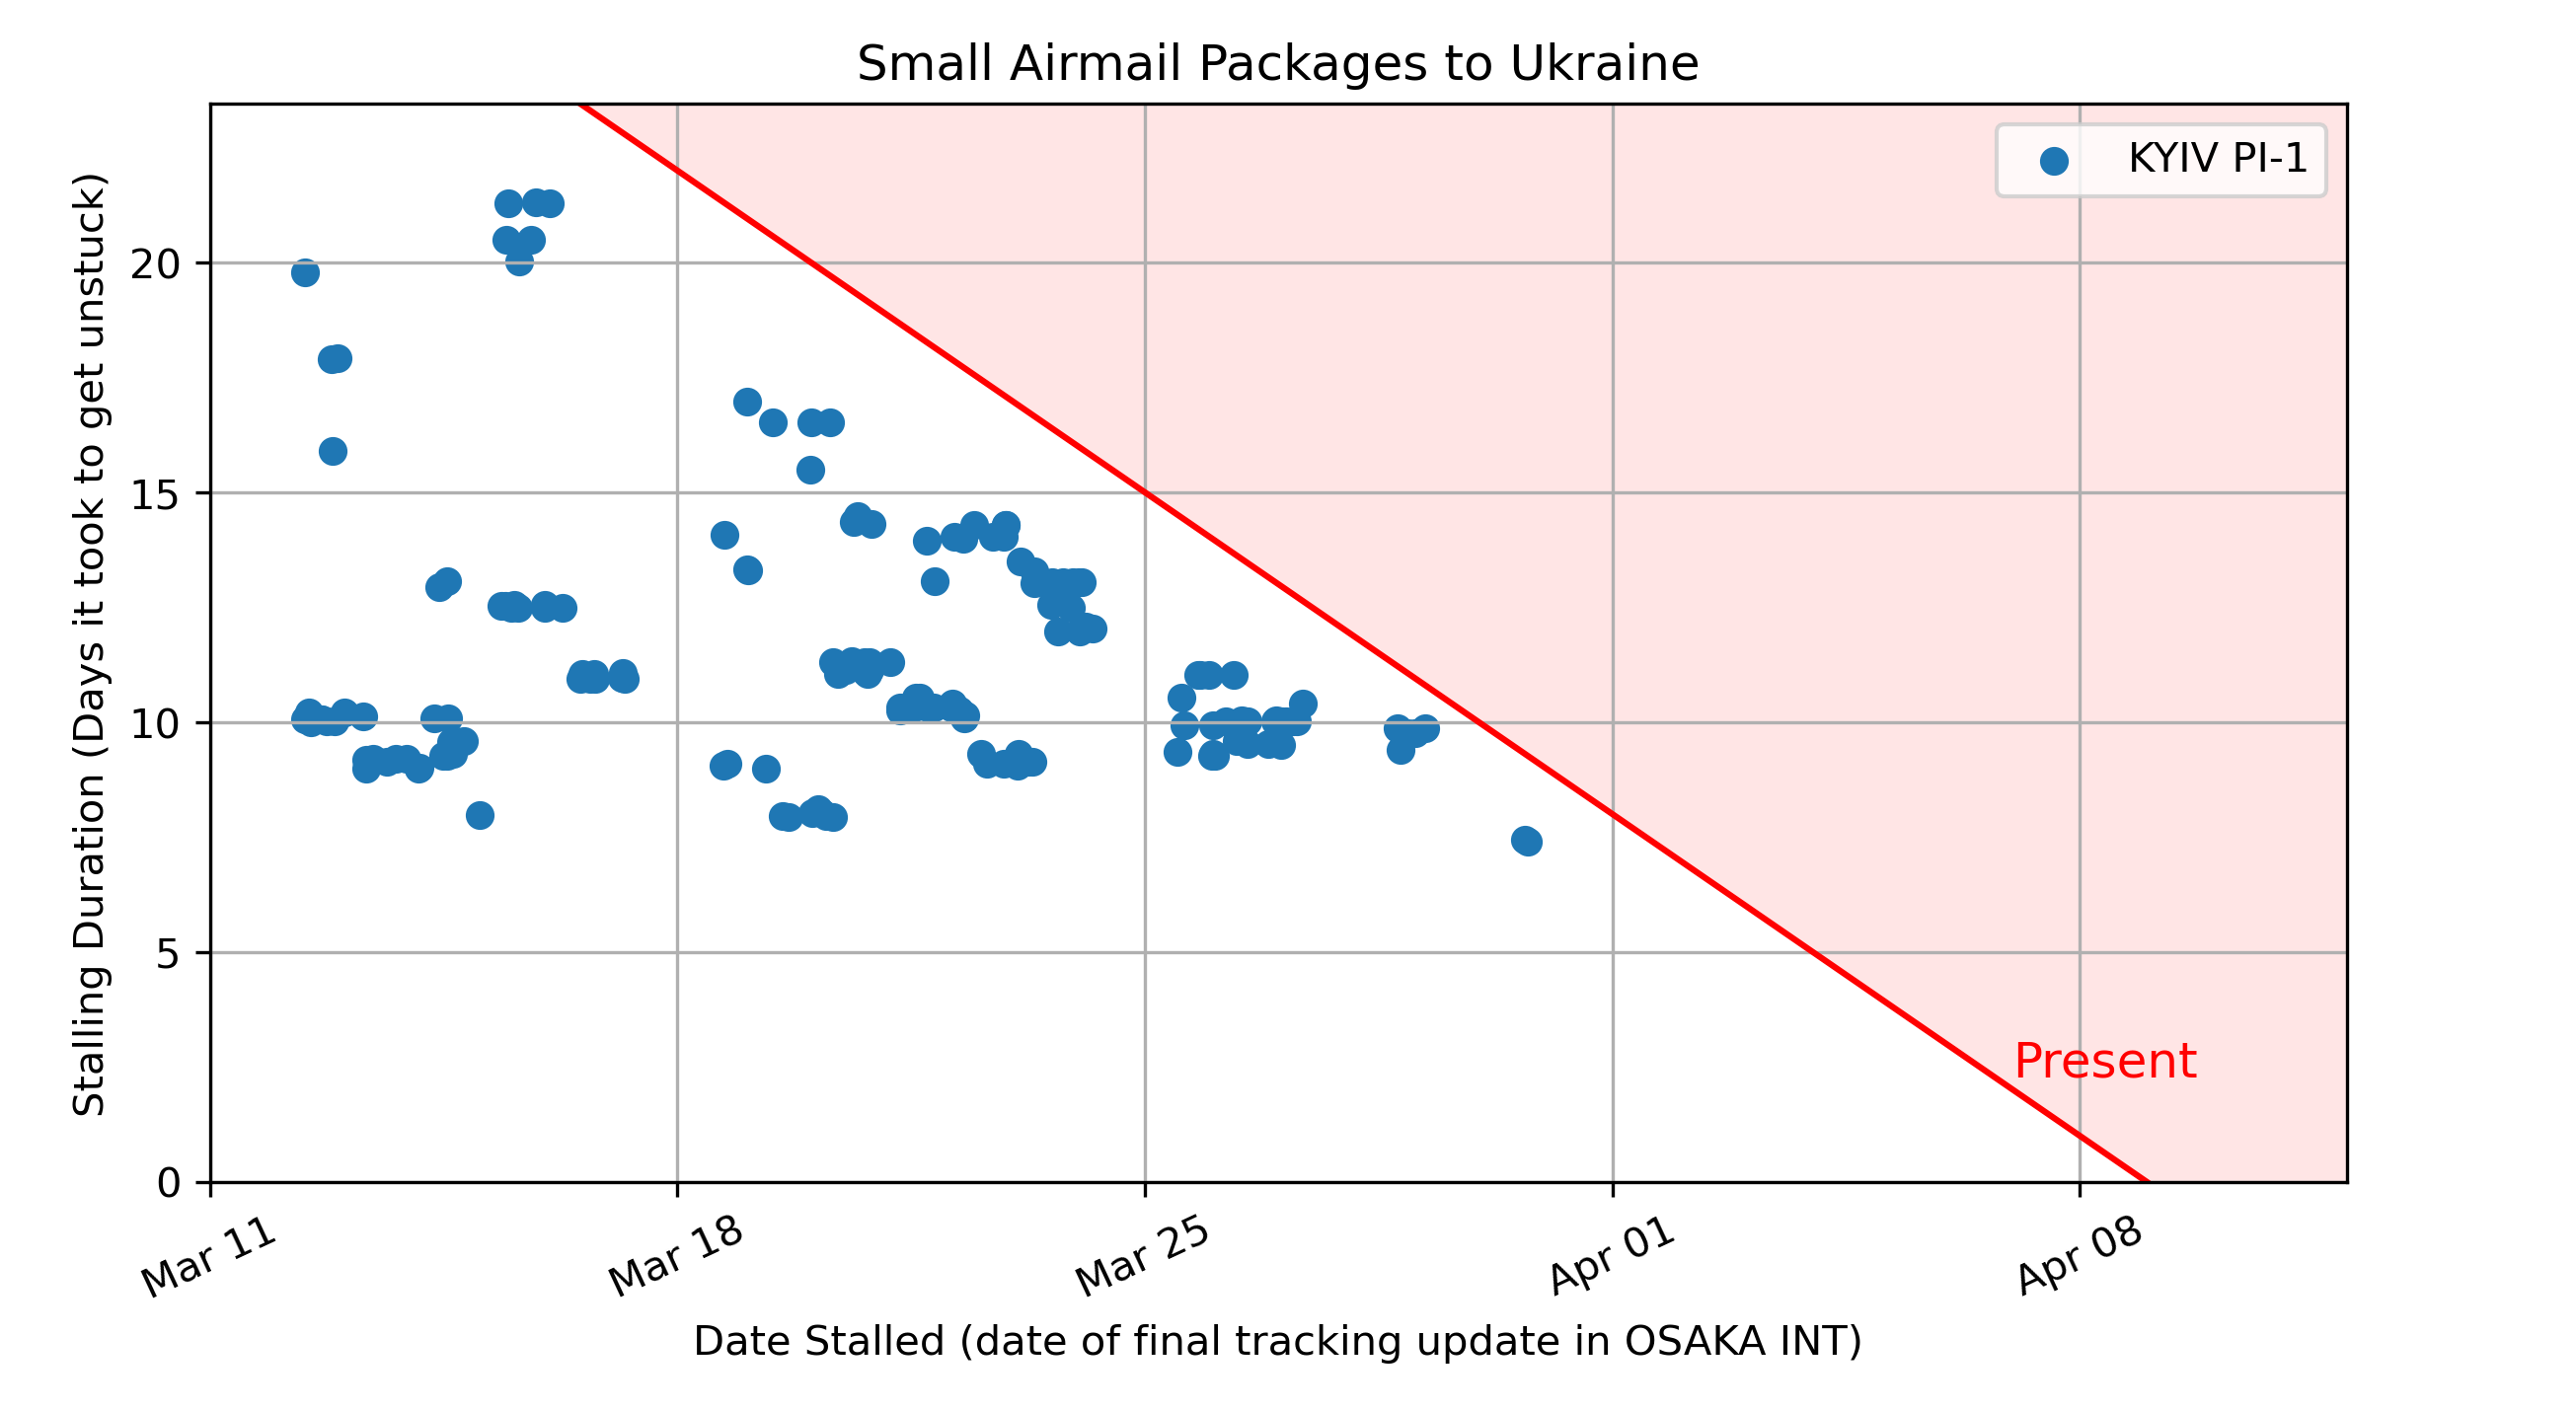 Small Airmail Packages to Ukraine
KYIV PI-1
Stalling Duration (Days it took to get unstuck)
20
15
10
5
0
Present
Mar 11
Mar 18
Mar 25
Apr 01
Apr 08
Date Stalled (date of final tracking update in OSAKA INT)